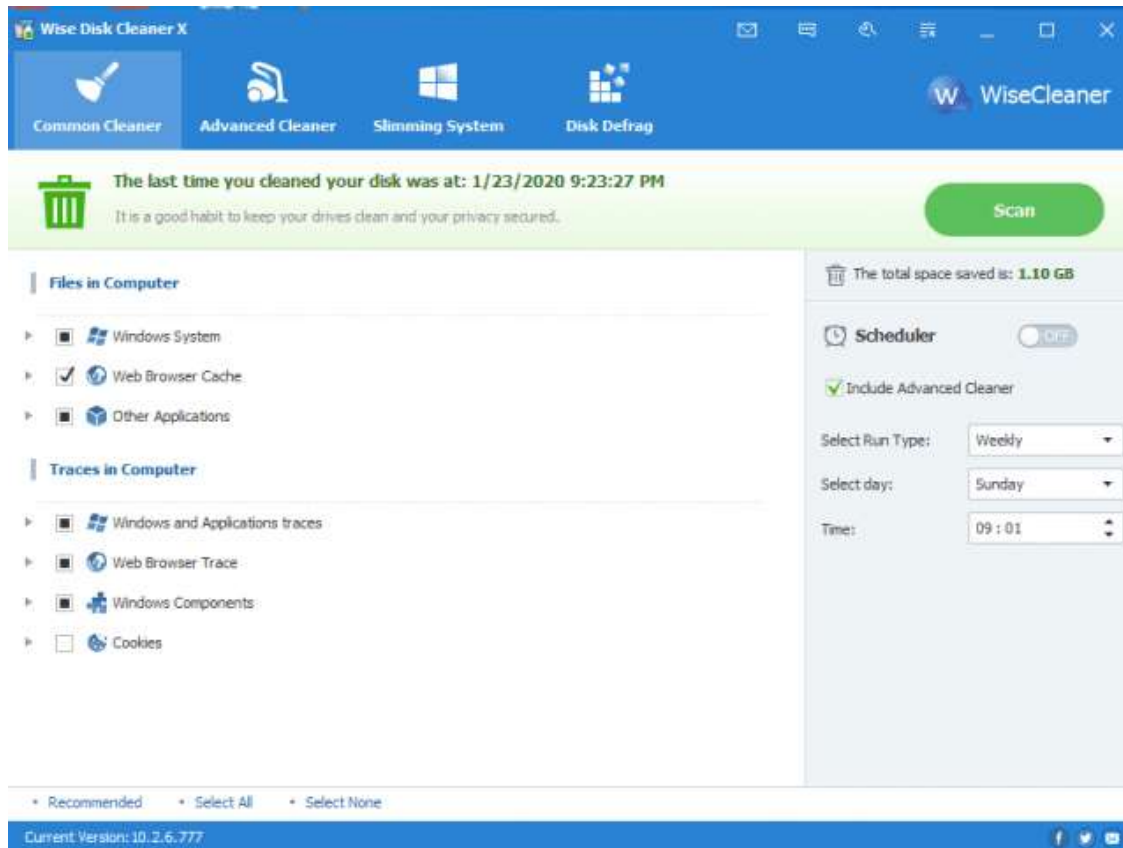 Wise Disk Cleaner X
Common Cleaner
Advanced Cleaner
Slimming System
Disk Defrag
W WiseCleaner
The last time you cleaned your disk was at: 1/23/2020 9:23:27 PM
It is a good habit to keep your drives clean and your privacy secured.
Scan
Files in Computer
Windows System
Web Browser Cache
Other Applications
Traces in Computer
Windows and Applications traces
Web Browser Trace
Windows Components
Cookies
The total space saved is: 1.10 GB
Scheduler OFF
Include Advanced Cleaner
Select Run Type: Weekly
Select day: Sunday
Time: 09 : 01
• Recommended • Select All • Select None
Current Version: 10.2.6.777